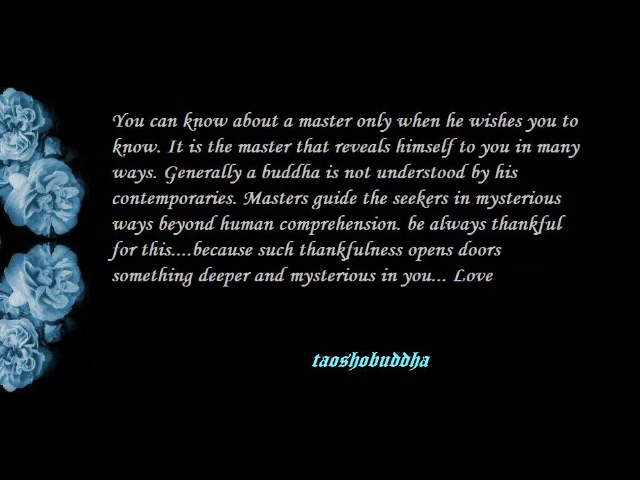 You can know about a master only when he wishes you to
know. It is the master that reveals himself to you in many
ways. Generally a buddha is not understood by his
contemporaries. Masters guide the seekers in mysterious
ways beyond human comprehension. be always thankful
for this....because such thankfulness opens doors
something deeper and mysterious in you... Love
taoshobuddha